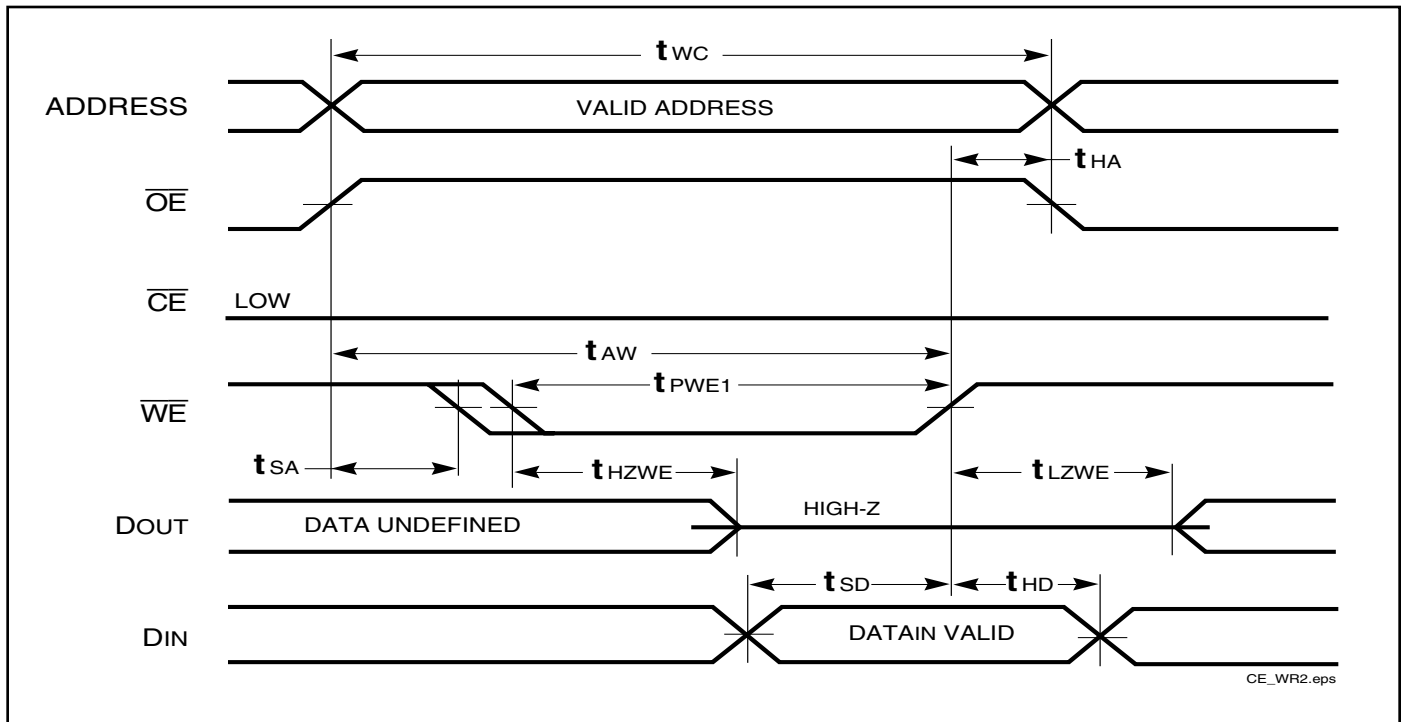 tWC
ADDRESS
VALID ADDRESS
tHA
OE
CE
LOW
tAW
tPWE1
WE
tSA
tHZWE
tLZWE
DOUT
DATA UNDEFINED
HIGH-Z
tSD
tHD
DIN
DATAIN VALID
CE_WR2.eps